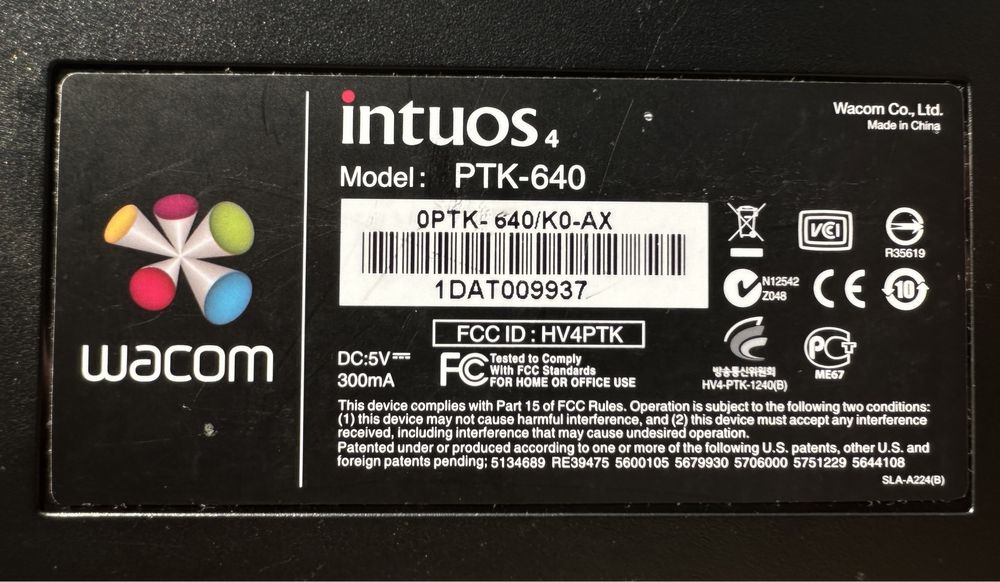 intuos4
Wacom Co., Ltd.
Made in China
Model: PTK-640
0PTK-640/K0-AX
1DAT009937
VCI
R35619
N12542
Z048
CE
10
FCC ID : HV4PTK
DC:5V
300mA
FC Tested to Comply
With FCC Standards
FOR HOME OR OFFICE USE
방송통신위원회
HV4-PTK-1240(B)
PCT
ME67
wacom
This device complies with Part 15 of FCC Rules. Operation is subject to the following two conditions:
(1) this device may not cause harmful interference, and (2) this device must accept any interference
received, including interference that may cause undesired operation.
Patented under or produced according to one or more of the following U.S. patents, other U.S. and
foreign patents pending; 5134689 RE39475 5600105 5679930 5706000 5751229 5644108
SLA-A224(B)